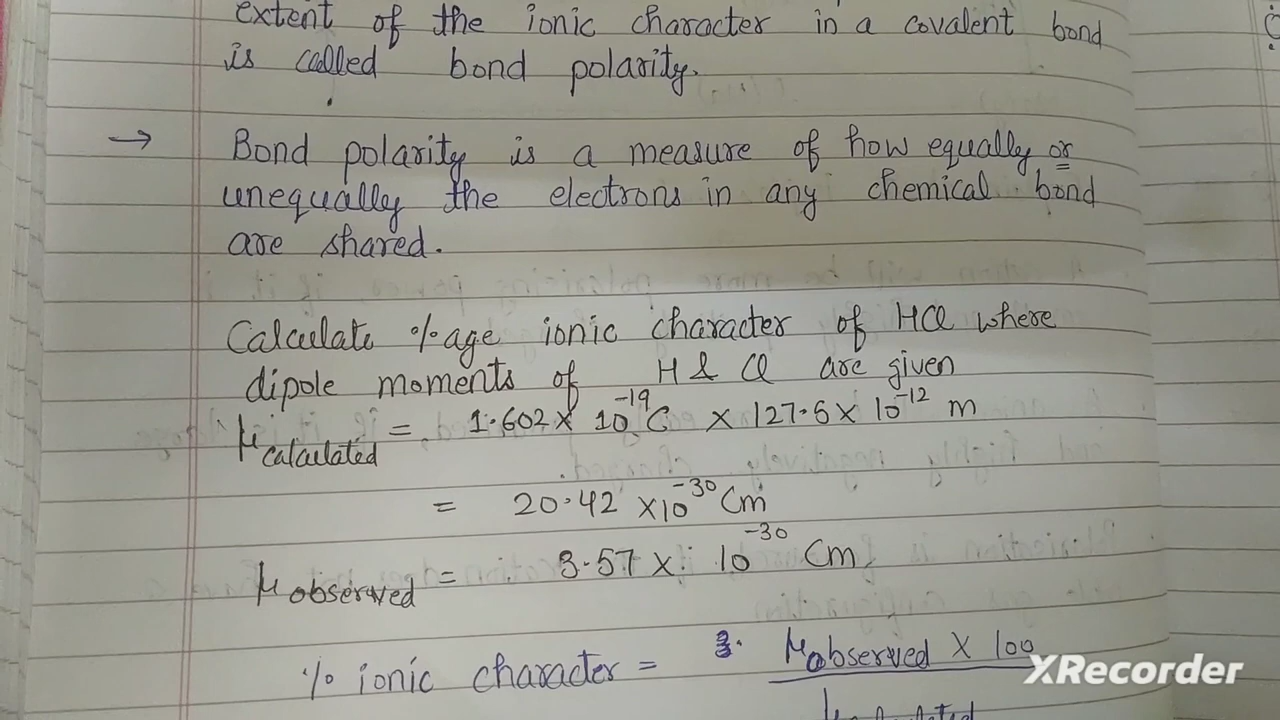 extent of the ionic character in a covalent bond
is called bond polarity.
→ Bond polarity is a measure of how equally or
unequally the electrons in any chemical bond
are shared.
Calculate %age ionic character of HCl where
dipole moments of H & Cl are given
μcalculated = 1.602 × 10⁻¹⁹ C × 127.5 × 10⁻¹² m
= 20.42 × 10⁻³⁰ Cm
μobserved = 3.57 × 10⁻³⁰ Cm
% ionic character = μobserved × 100
XRecorder